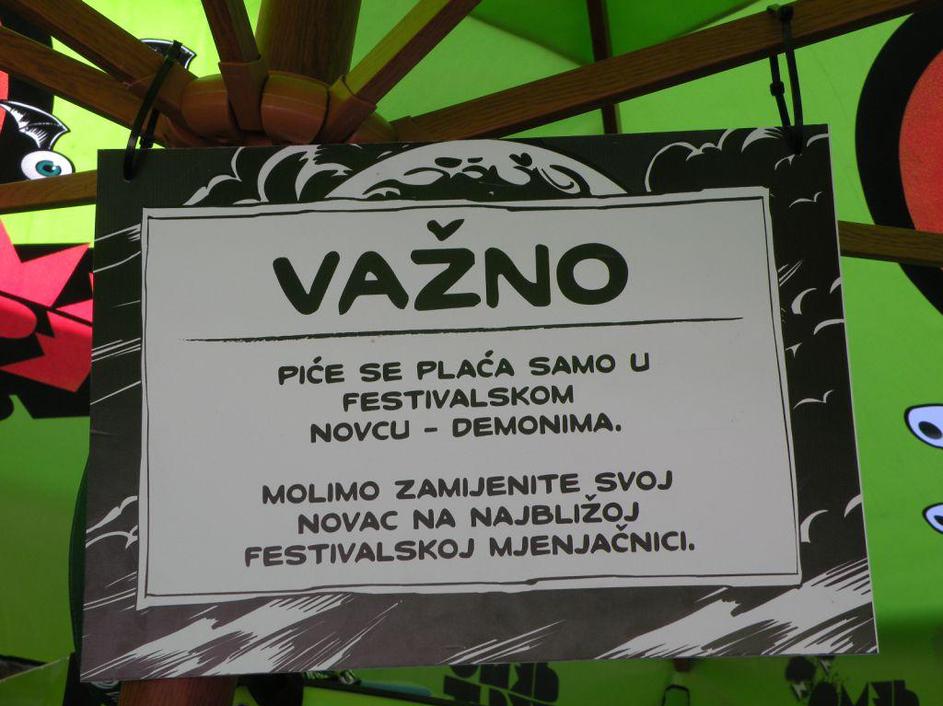 VAŽNO
PIĆE SE PLAĆA SAMO U
FESTIVALSKOM
NOVCU - DEMONIMA.
MOLIMO ZAMIJENITE SVOJ
NOVAC NA NAJBLIŽOJ
FESTIVALSKOJ MJENJAČNICI.